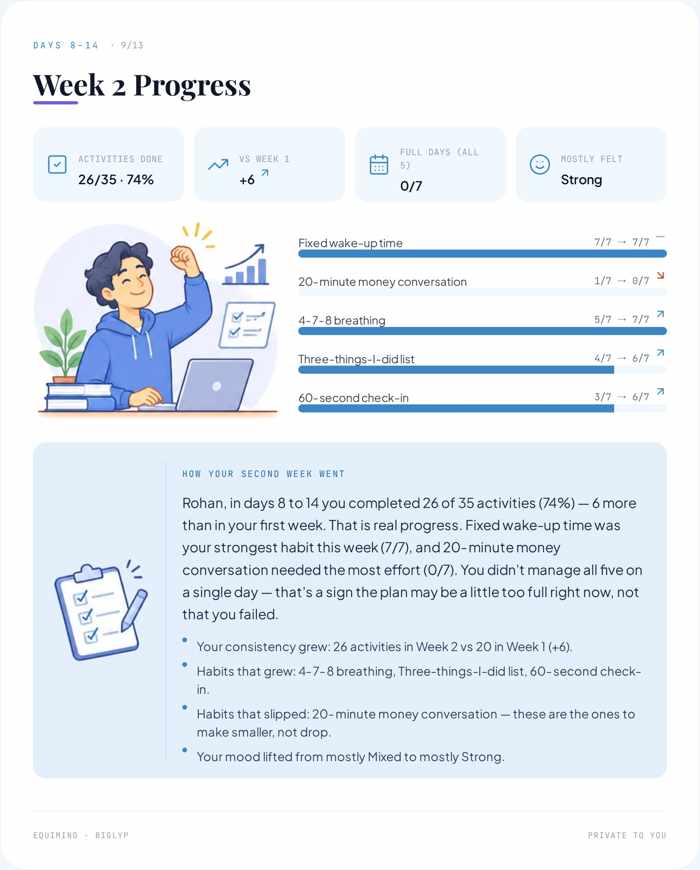 DAYS 8–14 · 9/13
Week 2 Progress
ACTIVITIES DONE
26/35 · 74%
VS WEEK 1
+6 ↗
FULL DAYS (ALL
5)
0/7
MOSTLY FELT
Strong
Fixed wake-up time 7/7 → 7/7 —
20-minute money conversation 1/7 → 0/7 ↘
4-7-8 breathing 5/7 → 7/7 ↗
Three-things-I-did list 4/7 → 6/7 ↗
60-second check-in 3/7 → 6/7 ↗
HOW YOUR SECOND WEEK WENT
Rohan, in days 8 to 14 you completed 26 of 35 activities (74%) — 6 more
than in your first week. That is real progress. Fixed wake-up time was
your strongest habit this week (7/7), and 20-minute money
conversation needed the most effort (0/7). You didn't manage all five on
a single day — that's a sign the plan may be a little too full right now, not
that you failed.
• Your consistency grew: 26 activities in Week 2 vs 20 in Week 1 (+6).
• Habits that grew: 4-7-8 breathing, Three-things-I-did list, 60-second check-
in.
• Habits that slipped: 20-minute money conversation — these are the ones to
make smaller, not drop.
• Your mood lifted from mostly Mixed to mostly Strong.
EQUIMIND · BIGLYP
PRIVATE TO YOU